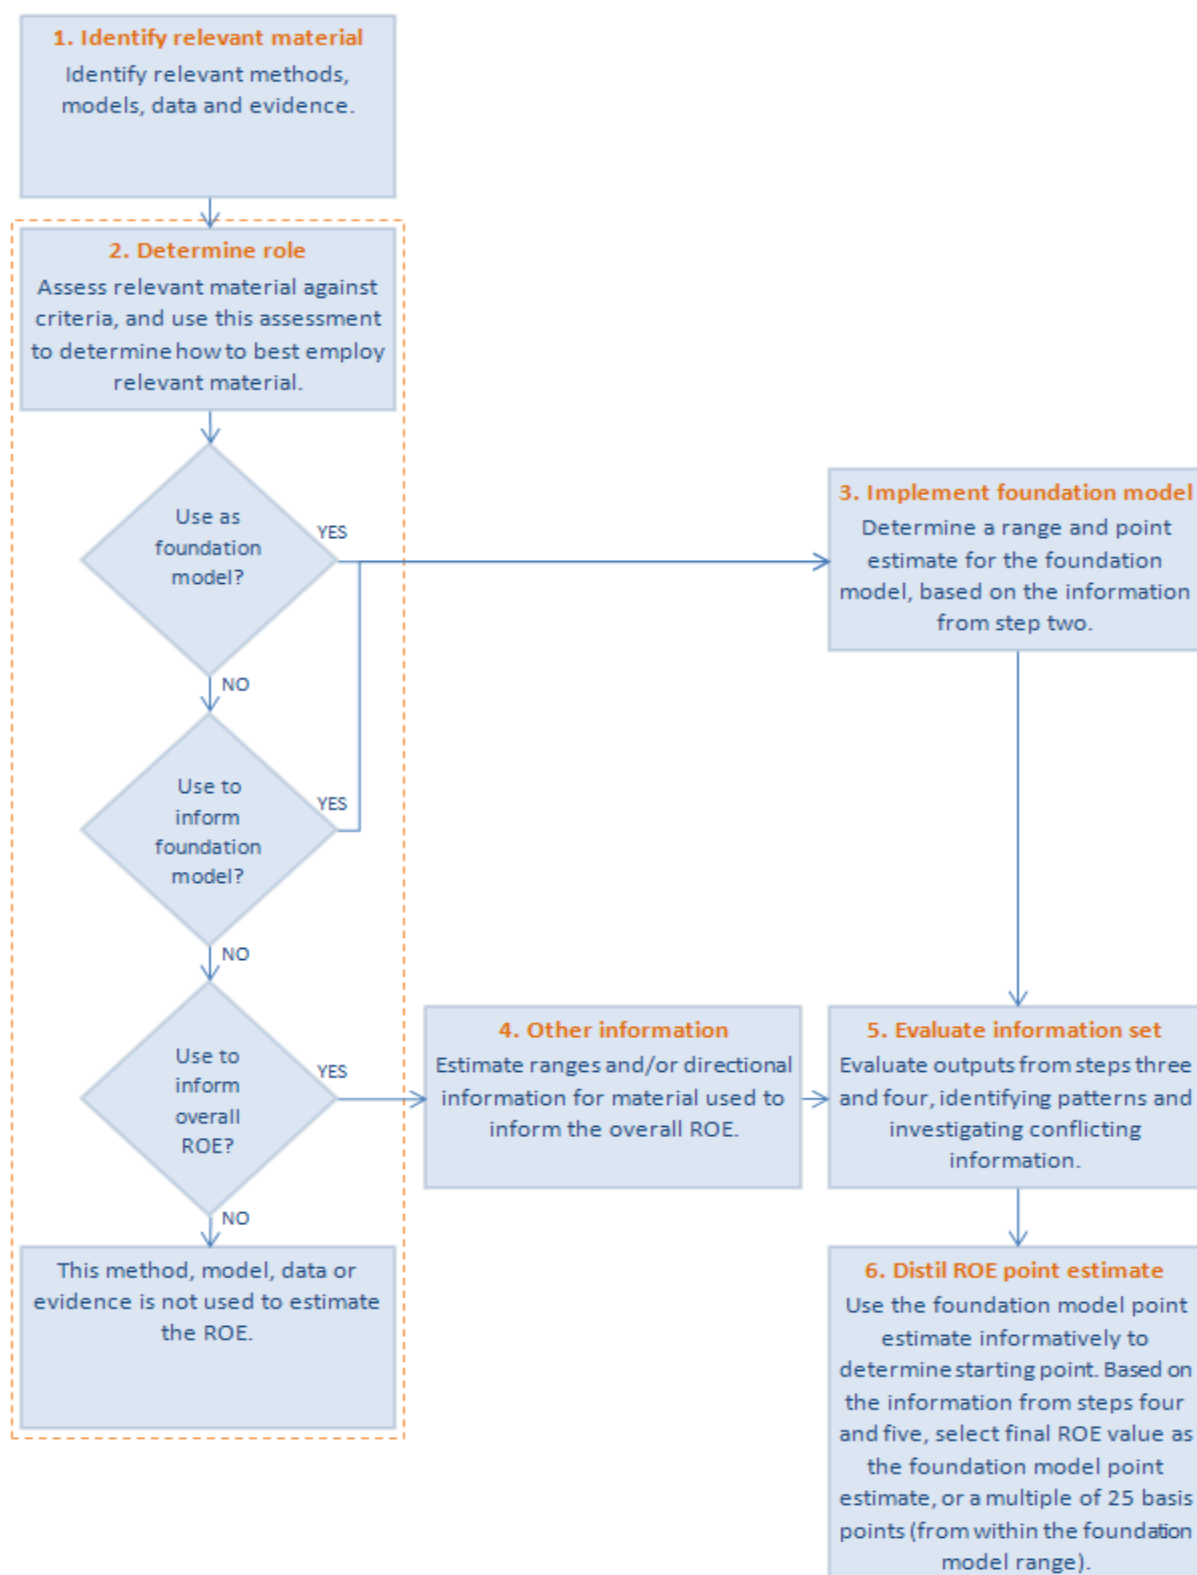 1. Identify relevant material
Identify relevant methods,
models, data and evidence.
2. Determine role
Assess relevant material against
criteria, and use this assessment
to determine how to best employ
relevant material.
Use as
foundation
model?
YES
NO
3. Implement foundation model
Determine a range and point
estimate for the foundation
model, based on the information
from step two.
Use to
inform
foundation
model?
YES
NO
Use to
inform
overall
ROE?
YES
NO
4. Other information
Estimate ranges and/or directional
information for material used to
inform the overall ROE.
5. Evaluate information set
Evaluate outputs from steps three
and four, identifying patterns and
investigating conflicting
information.
This method, model, data or
evidence is not used to estimate
the ROE.
6. Distil ROE point estimate
Use the foundation model point
estimate informatively to
determine starting point. Based on
the information from steps four
and five, select final ROE value as
the foundation model point
estimate, or a multiple of 25 basis
points (from within the foundation
model range).